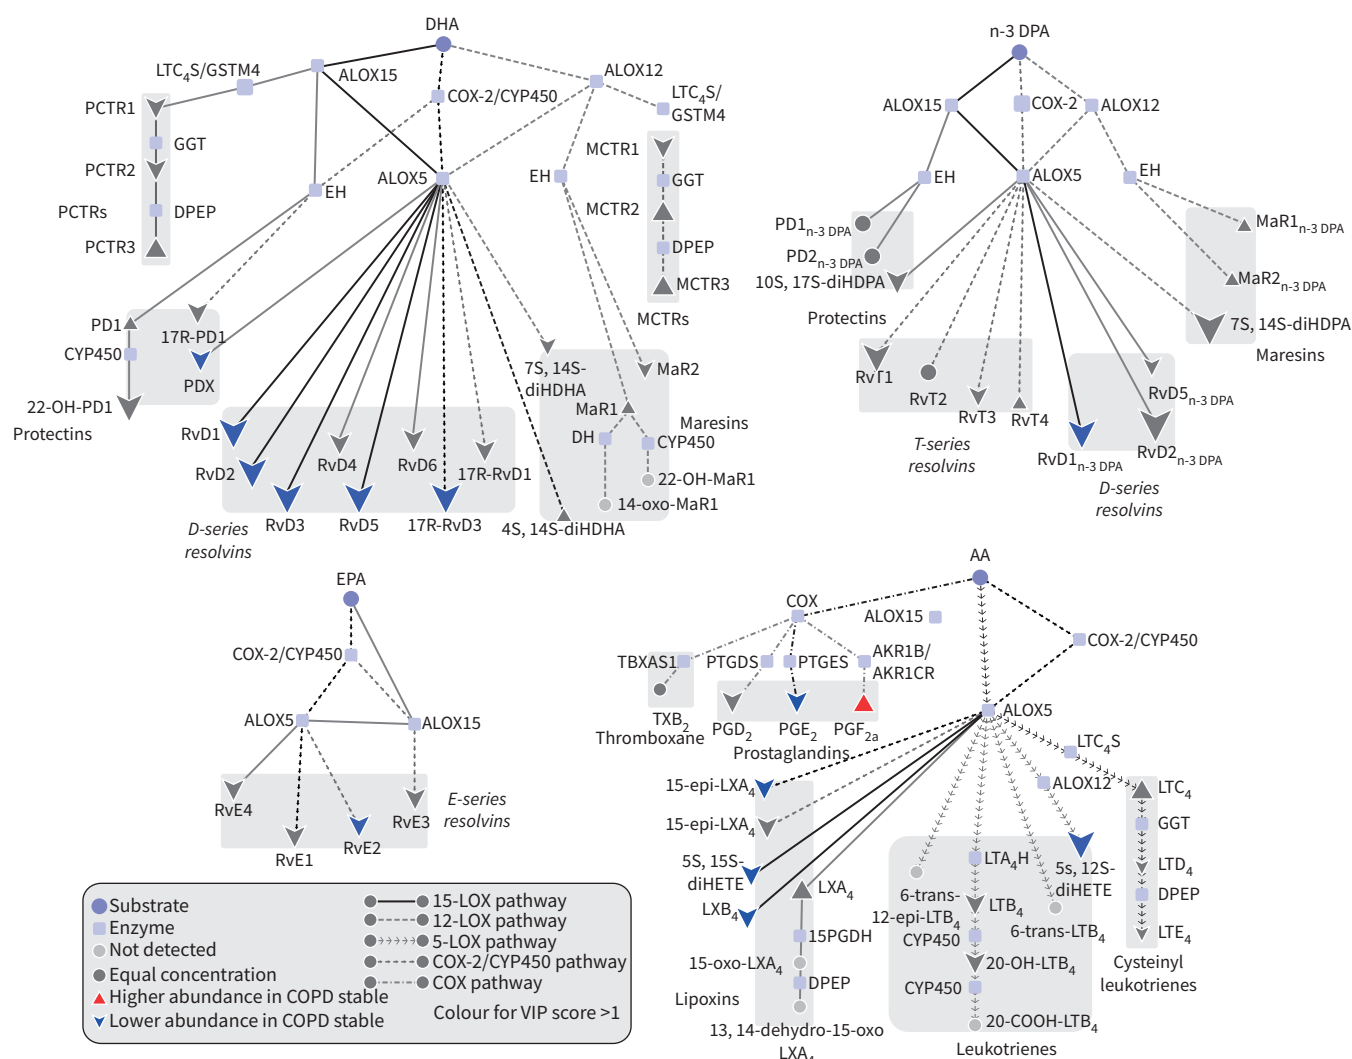 DHA
LTC4S/GSTM4
ALOX15
ALOX12
COX-2/CYP450
LTC4S/
GSTM4
PCTR1
GGT
PCTR2
PCTRs
DPEP
PCTR3
EH
ALOX5
EH
MCTR1
GGT
MCTR2
DPEP
MCTR3
MCTRs
PD1
17R-PD1
CYP450
PDX
22-OH-PD1
Protectins
RvD1
RvD2
RvD3
RvD4
RvD5
RvD6
17R-RvD1
17R-RvD3
D-series
resolvins
7S, 14S-
diHDHA
MaR2
MaR1
Maresins
DH
CYP450
22-OH-MaR1
14-oxo-MaR1
4S, 14S-diHDHA
n-3 DPA
ALOX15
COX-2
ALOX12
EH
ALOX5
EH
PD1n-3 DPA
PD2n-3 DPA
10S, 17S-diHDPA
Protectins
MaR1n-3 DPA
MaR2n-3 DPA
7S, 14S-diHDPA
Maresins
RvT1
RvT2
RvT3
RvT4
T-series
resolvins
RvD5n-3 DPA
RvD2n-3 DPA
RvD1n-3 DPA
D-series
resolvins
EPA
COX-2/CYP450
ALOX5
ALOX15
RvE4
RvE1
RvE2
RvE3
E-series
resolvins
AA
COX
ALOX15
COX-2/CYP450
TBXAS1
PTGDS
PTGES
AKR1B/
AKR1CR
TXB2
Thromboxane
PGD2
PGE2
PGF2a
Prostaglandins
ALOX5
LTC4S
ALOX12
15-epi-LXA4
15-epi-LXA4
5S, 15S-
diHETE
LXB4
LXA4
15PGDH
15-oxo-LXA4
DPEP
Lipoxins
13, 14-dehydro-15-oxo
LXA4
LTA4H
6-trans-
12-epi-LTB4
LTB4
CYP450
6-trans-LTB4
20-OH-LTB4
CYP450
20-COOH-LTB4
Leukotrienes
5s, 12S-
diHETE
LTC4
GGT
LTD4
DPEP
LTE4
Cysteinyl
leukotrienes
Substrate
Enzyme
Not detected
Equal concentration
Higher abundance in COPD stable
Lower abundance in COPD stable
15-LOX pathway
12-LOX pathway
5-LOX pathway
COX-2/CYP450 pathway
COX pathway
Colour for VIP score >1